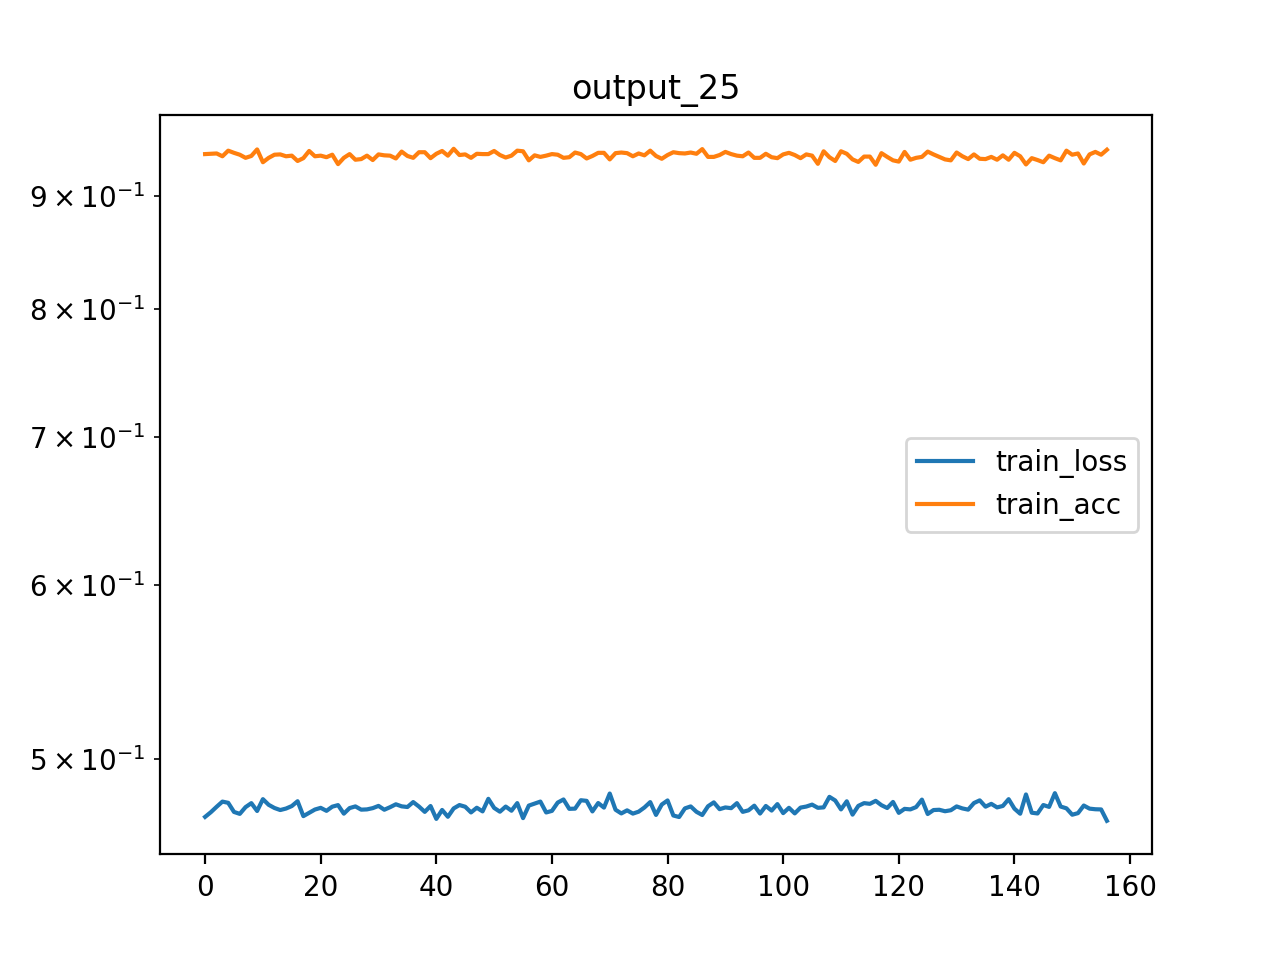 output_25
9 × 10⁻¹
8 × 10⁻¹
7 × 10⁻¹
6 × 10⁻¹
5 × 10⁻¹
train_loss
train_acc
0 20 40 60 80 100 120 140 160